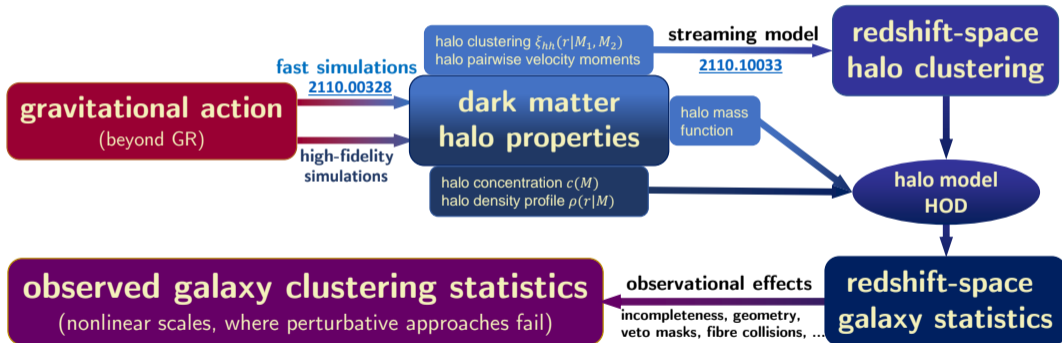 halo clustering ξhh(r|M1, M2)
halo pairwise velocity moments
streaming model
2110.10033
redshift-space
halo clustering
fast simulations
2110.00328
gravitational action
(beyond GR)
high-fidelity
simulations
dark matter
halo properties
halo mass
function
halo concentration c(M)
halo density profile ρ(r|M)
halo model
HOD
observed galaxy clustering statistics
(nonlinear scales, where perturbative approaches fail)
observational effects
incompleteness, geometry,
veto masks, fibre collisions, ...
redshift-space
galaxy statistics